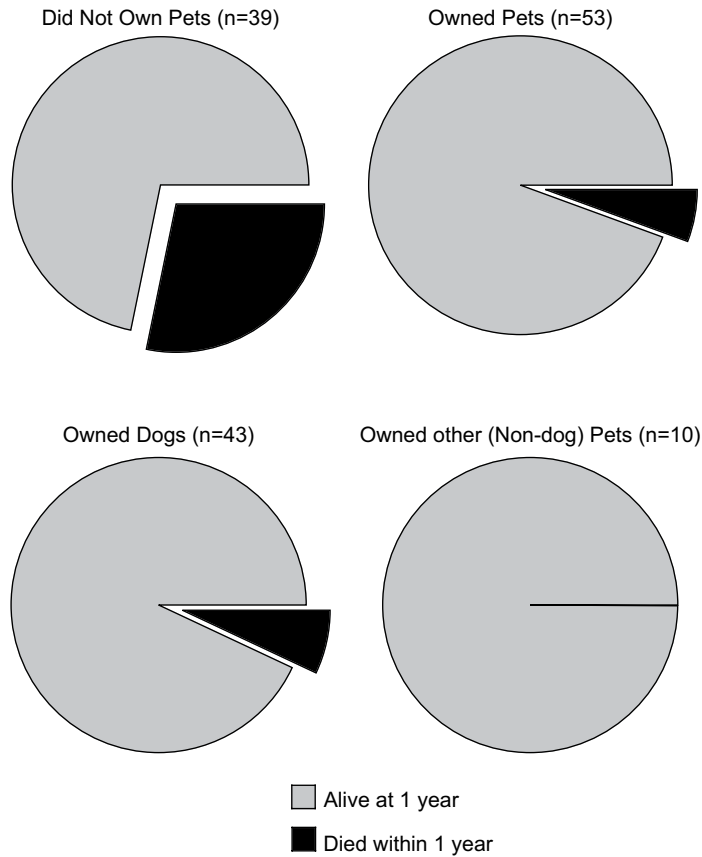 Did Not Own Pets (n=39)
Owned Pets (n=53)
Owned Dogs (n=43)
Owned other (Non-dog) Pets (n=10)
Alive at 1 year
Died within 1 year